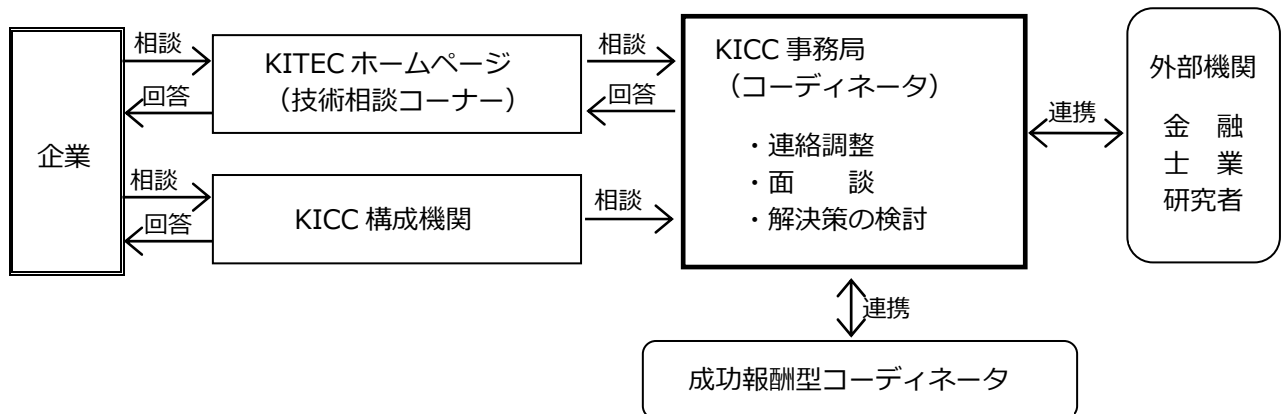 企業
相談
回答
相談
回答
KITEC ホームページ
（技術相談コーナー）
KICC 構成機関
相談
回答
相談
KICC 事務局
（コーディネータ）
・連絡調整
・面　　談
・解決策の検討
連携
外部機関
金　融
士　業
研究者
連携
成功報酬型コーディネータ